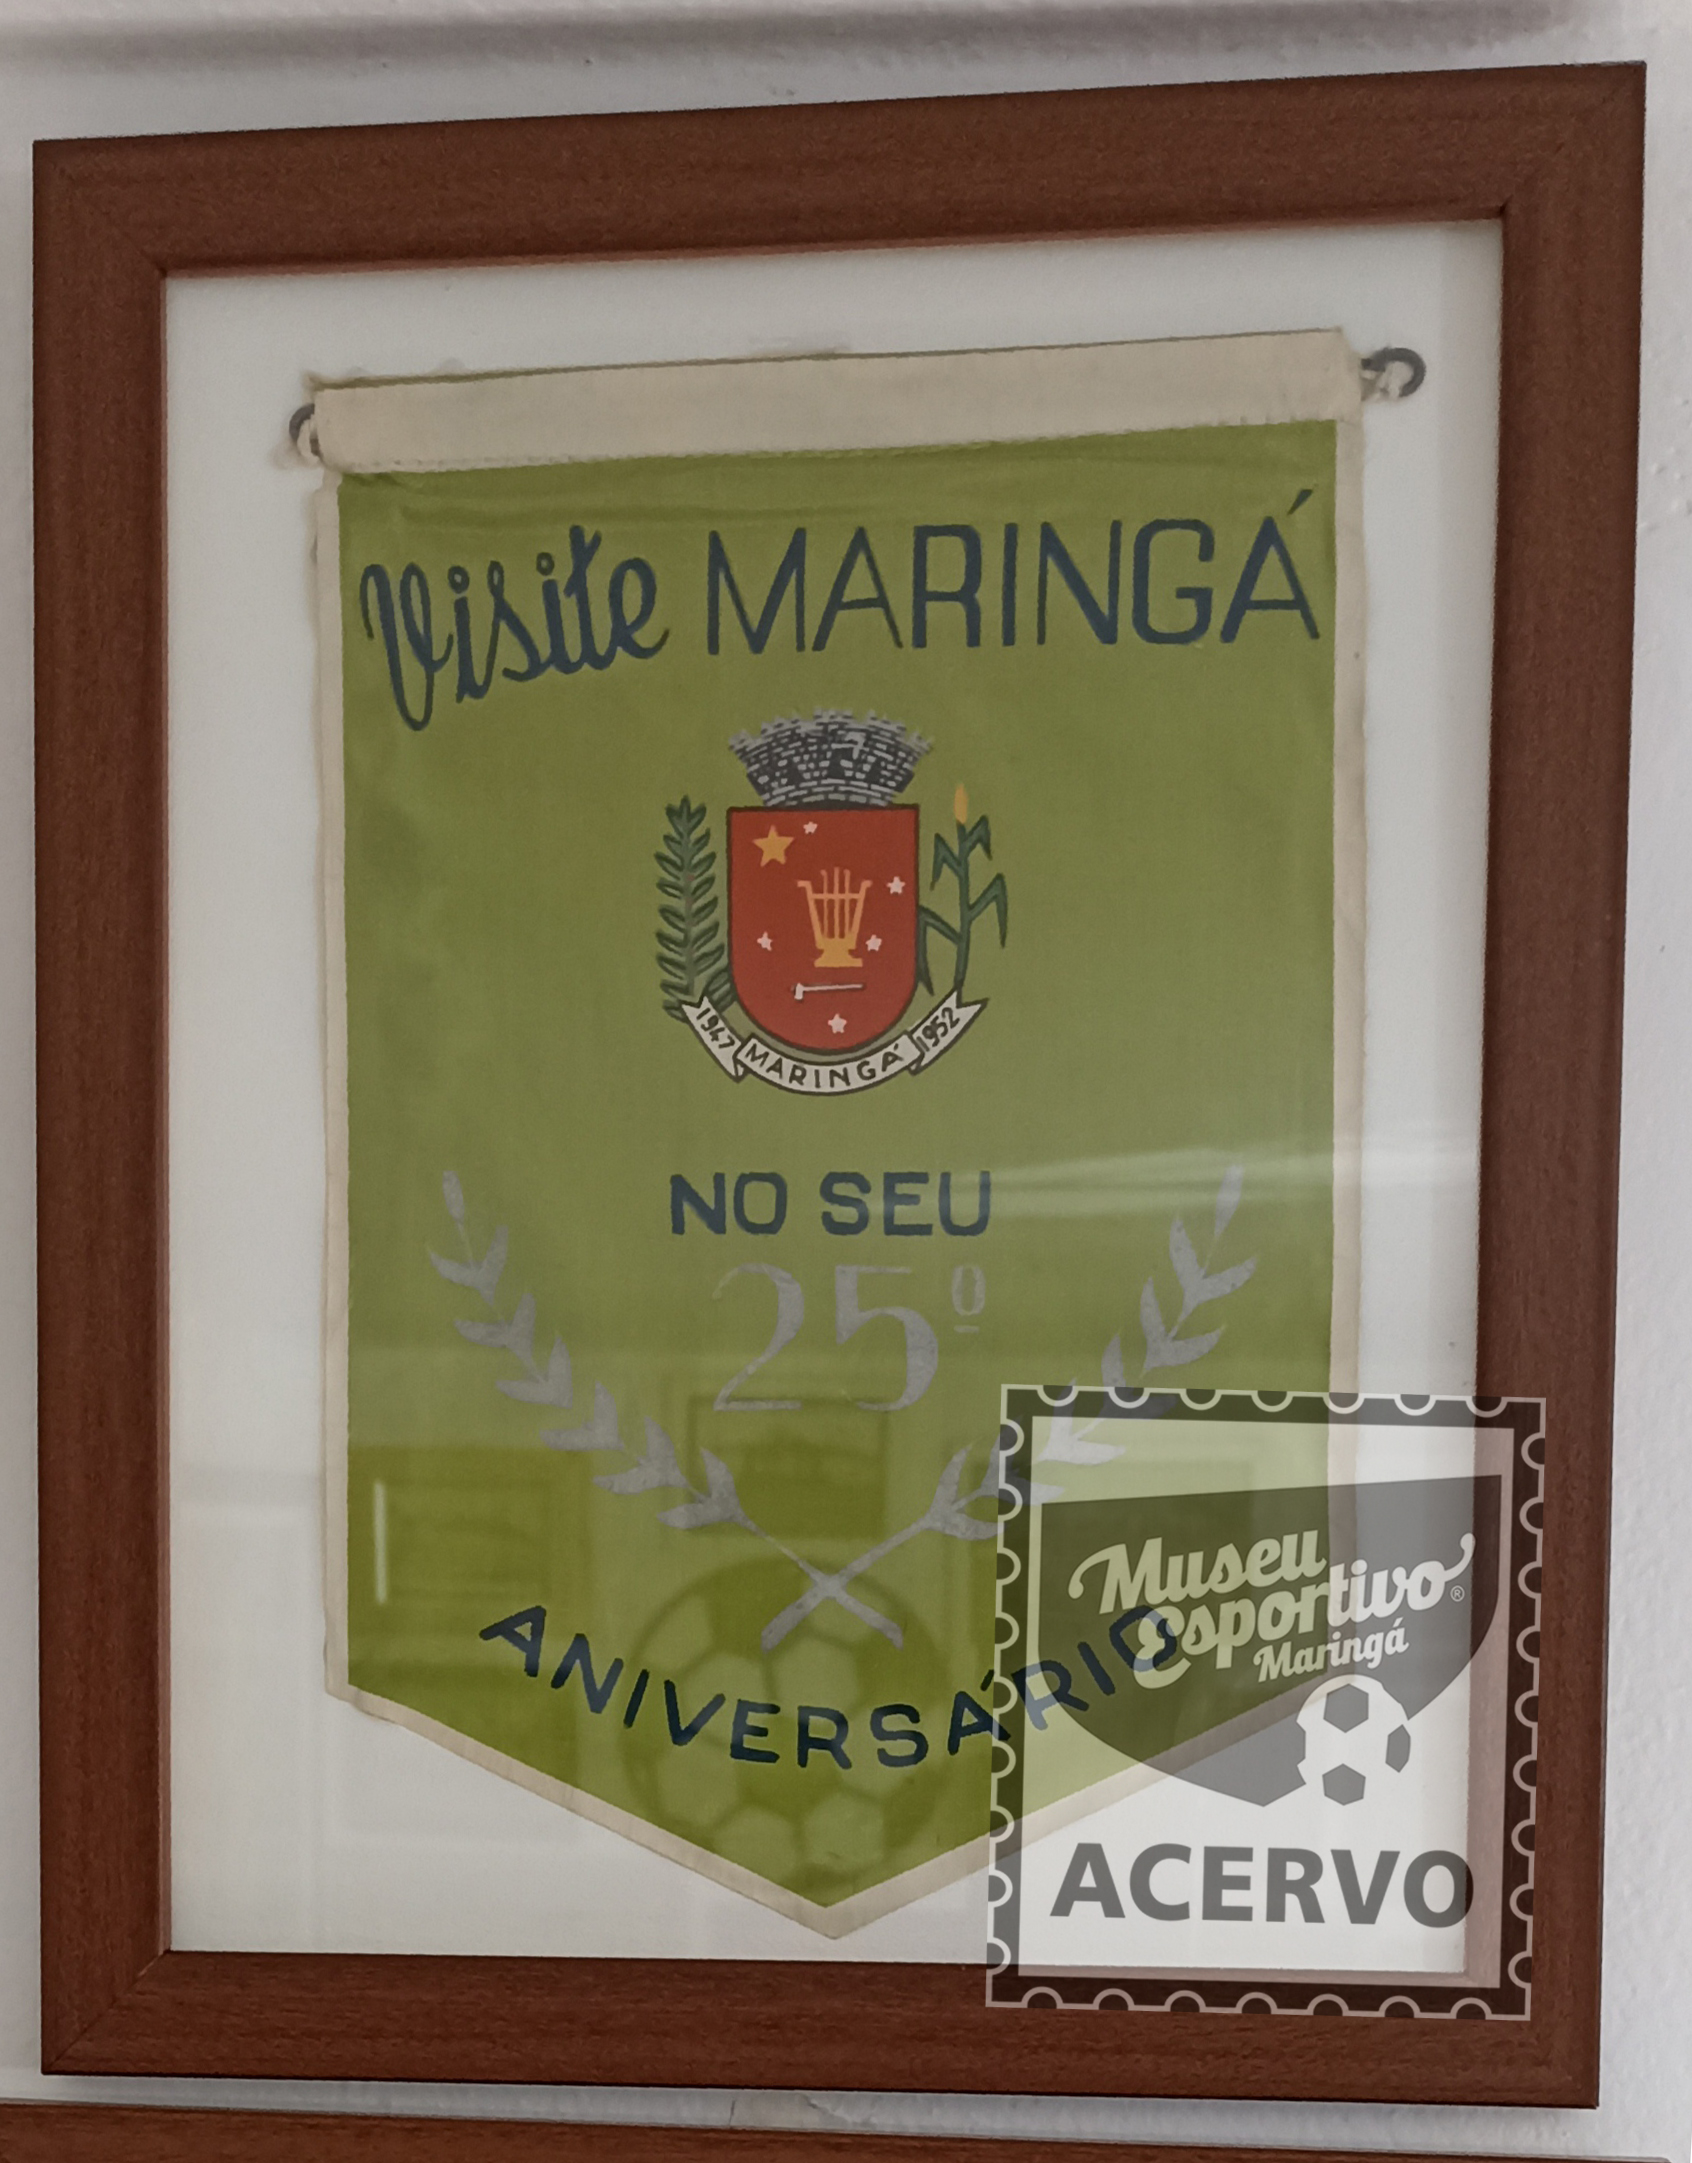 Visite MARINGÁ
1947 MARINGÁ 1952
NO SEU
25º
ANIVERSÁRIO
Museu
Esportivo®
Maringá
ACERVO